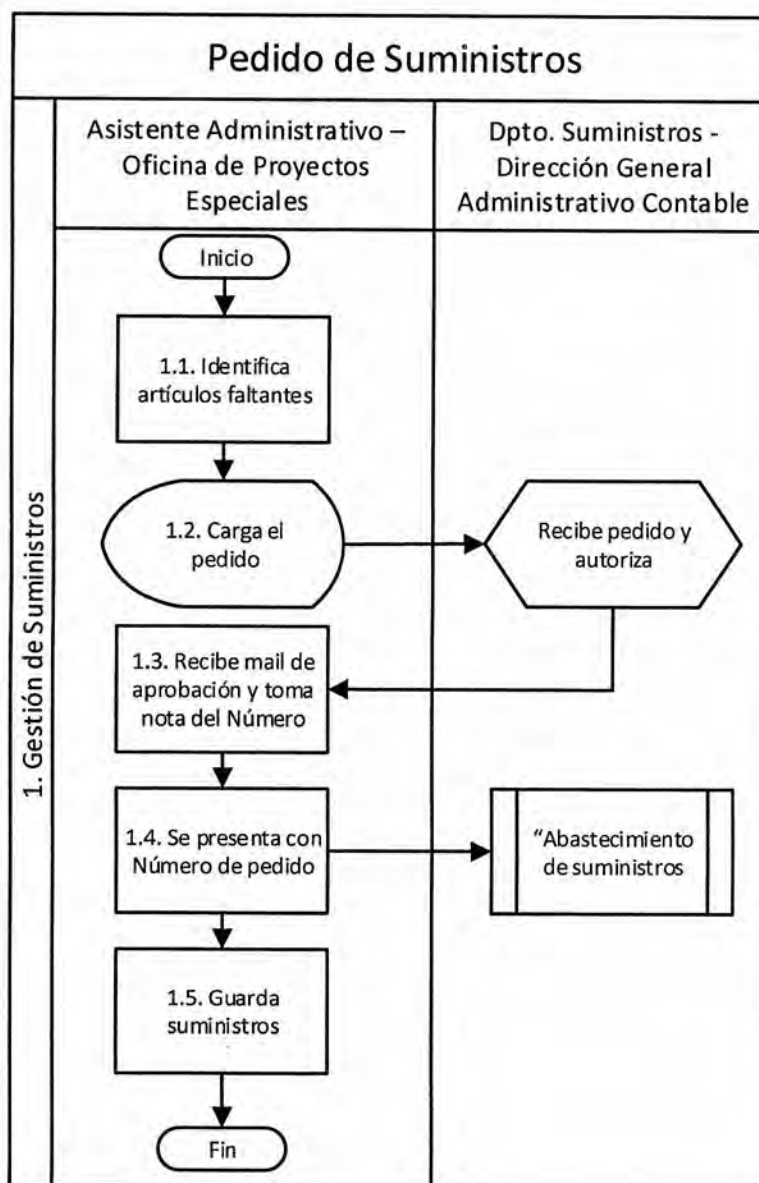 Pedido de Suministros
Asistente Administrativo –
Oficina de Proyectos
Especiales
Dpto. Suministros -
Dirección General
Administrativo Contable
1. Gestión de Suministros
Inicio
1.1. Identifica
artículos faltantes
1.2. Carga el
pedido
Recibe pedido y
autoriza
1.3. Recibe mail de
aprobación y toma
nota del Número
1.4. Se presenta con
Número de pedido
“Abastecimiento
de suministros
1.5. Guarda
suministros
Fin